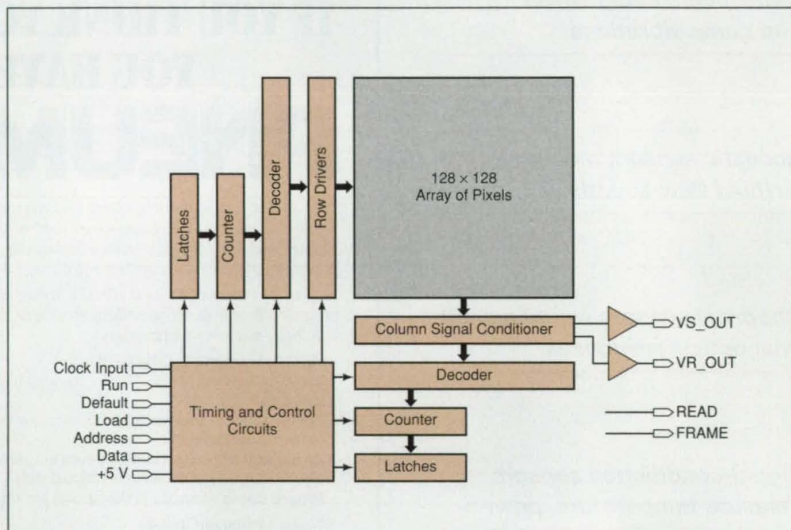 Latches
Counter
Decoder
Row Drivers
128 × 128
Array of Pixels
Column Signal Conditioner
VS_OUT
VR_OUT
Clock Input
Run
Default
Load
Address
Data
+5 V
Timing and Control
Circuits
Decoder
Counter
Latches
READ
FRAME